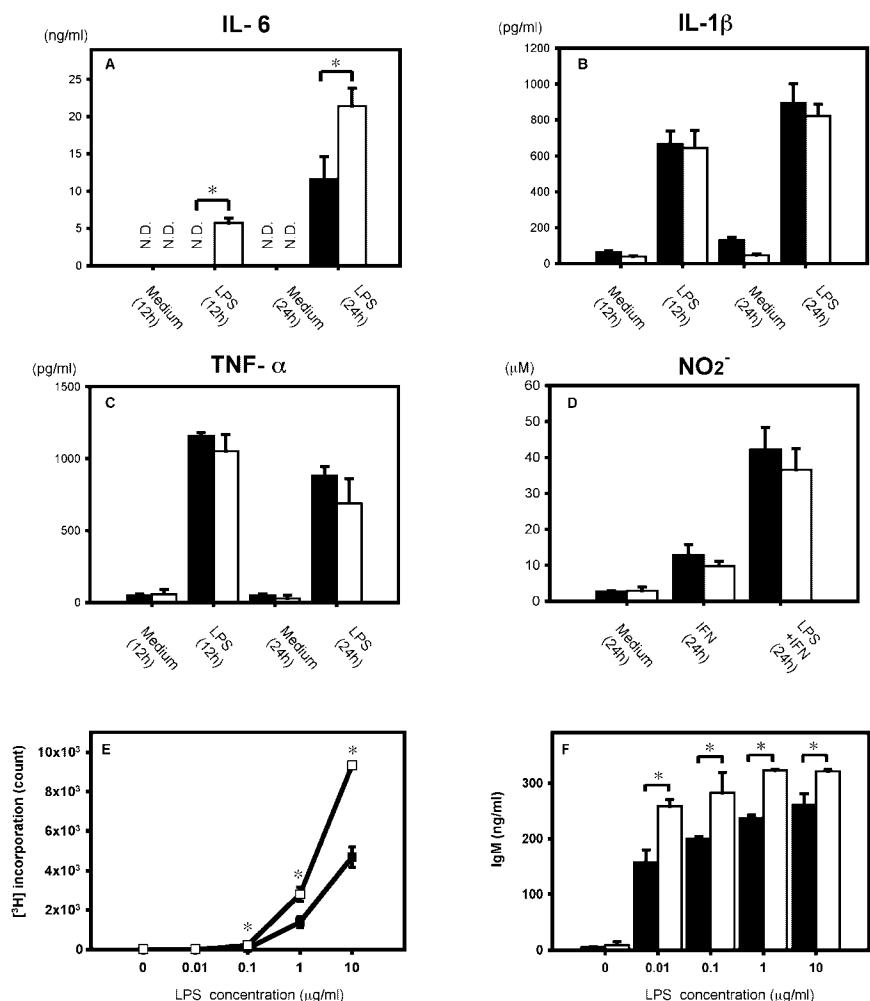 IL- 6
(ng/ml)
A
25
20
15
10
5
0
N.D.
N.D.
N.D.
N.D.
N.D.
*
*
Medium (12h)
LPS (12h)
Medium (24h)
LPS (24h)
IL-1β
(pg/ml)
B
1200
1000
800
600
400
200
0
Medium (12h)
LPS (12h)
Medium (24h)
LPS (24h)
TNF- α
(pg/ml)
C
1500
1000
500
0
Medium (12h)
LPS (12h)
Medium (24h)
LPS (24h)
NO2-
(μM)
D
60
50
40
30
20
10
0
Medium (24h)
IFN (24h)
LPS +IFN (24h)
E
[³H] incorporation (count)
10x10³
8x10³
6x10³
4x10³
2x10³
0
*
*
*
0 0.01 0.1 1 10
LPS concentration (μg/ml)
F
IgM (ng/ml)
300
200
100
0
* * * *
0 0.01 0.1 1 10
LPS concentration (μg/ml)